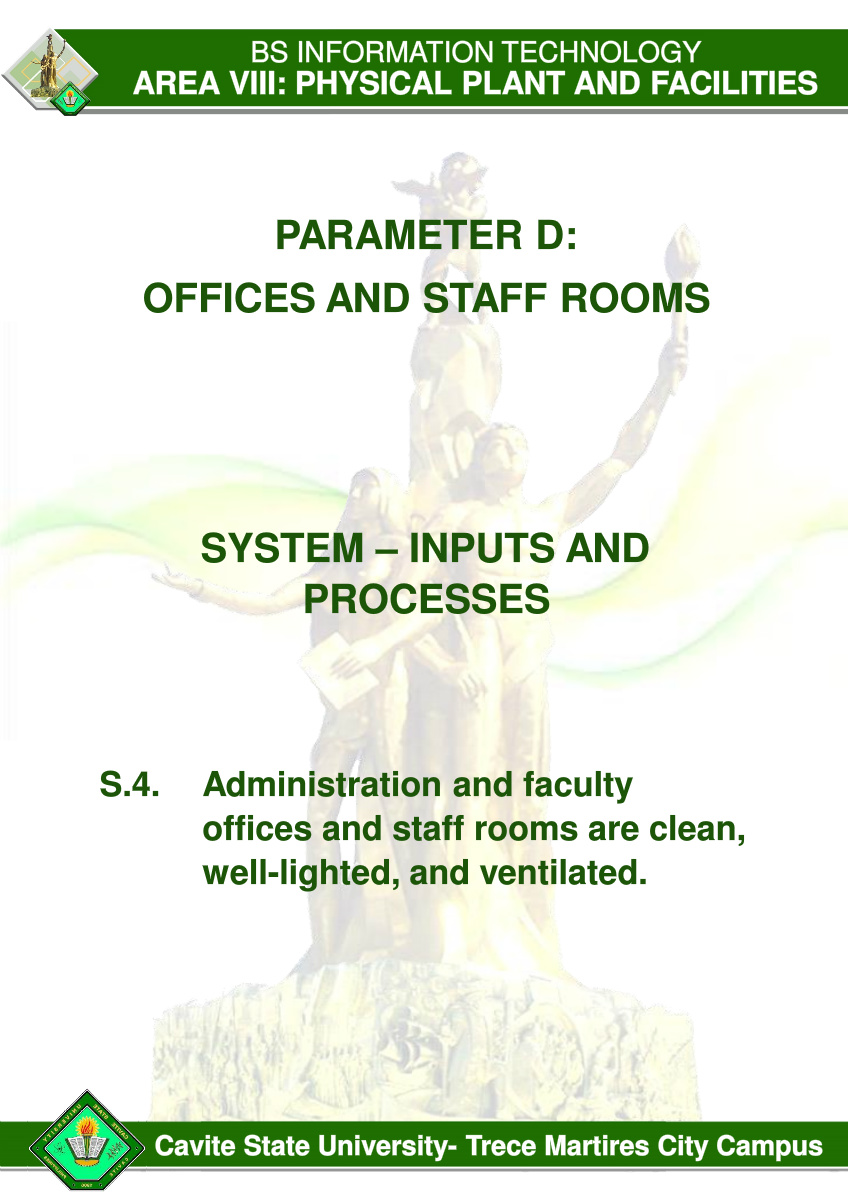 BS INFORMATION TECHNOLOGY
AREA VIII: PHYSICAL PLANT AND FACILITIES
PARAMETER D:
OFFICES AND STAFF ROOMS
SYSTEM – INPUTS AND
PROCESSES
S.4. Administration and faculty
offices and staff rooms are clean,
well-lighted, and ventilated.
Cavite State University- Trece Martires City Campus